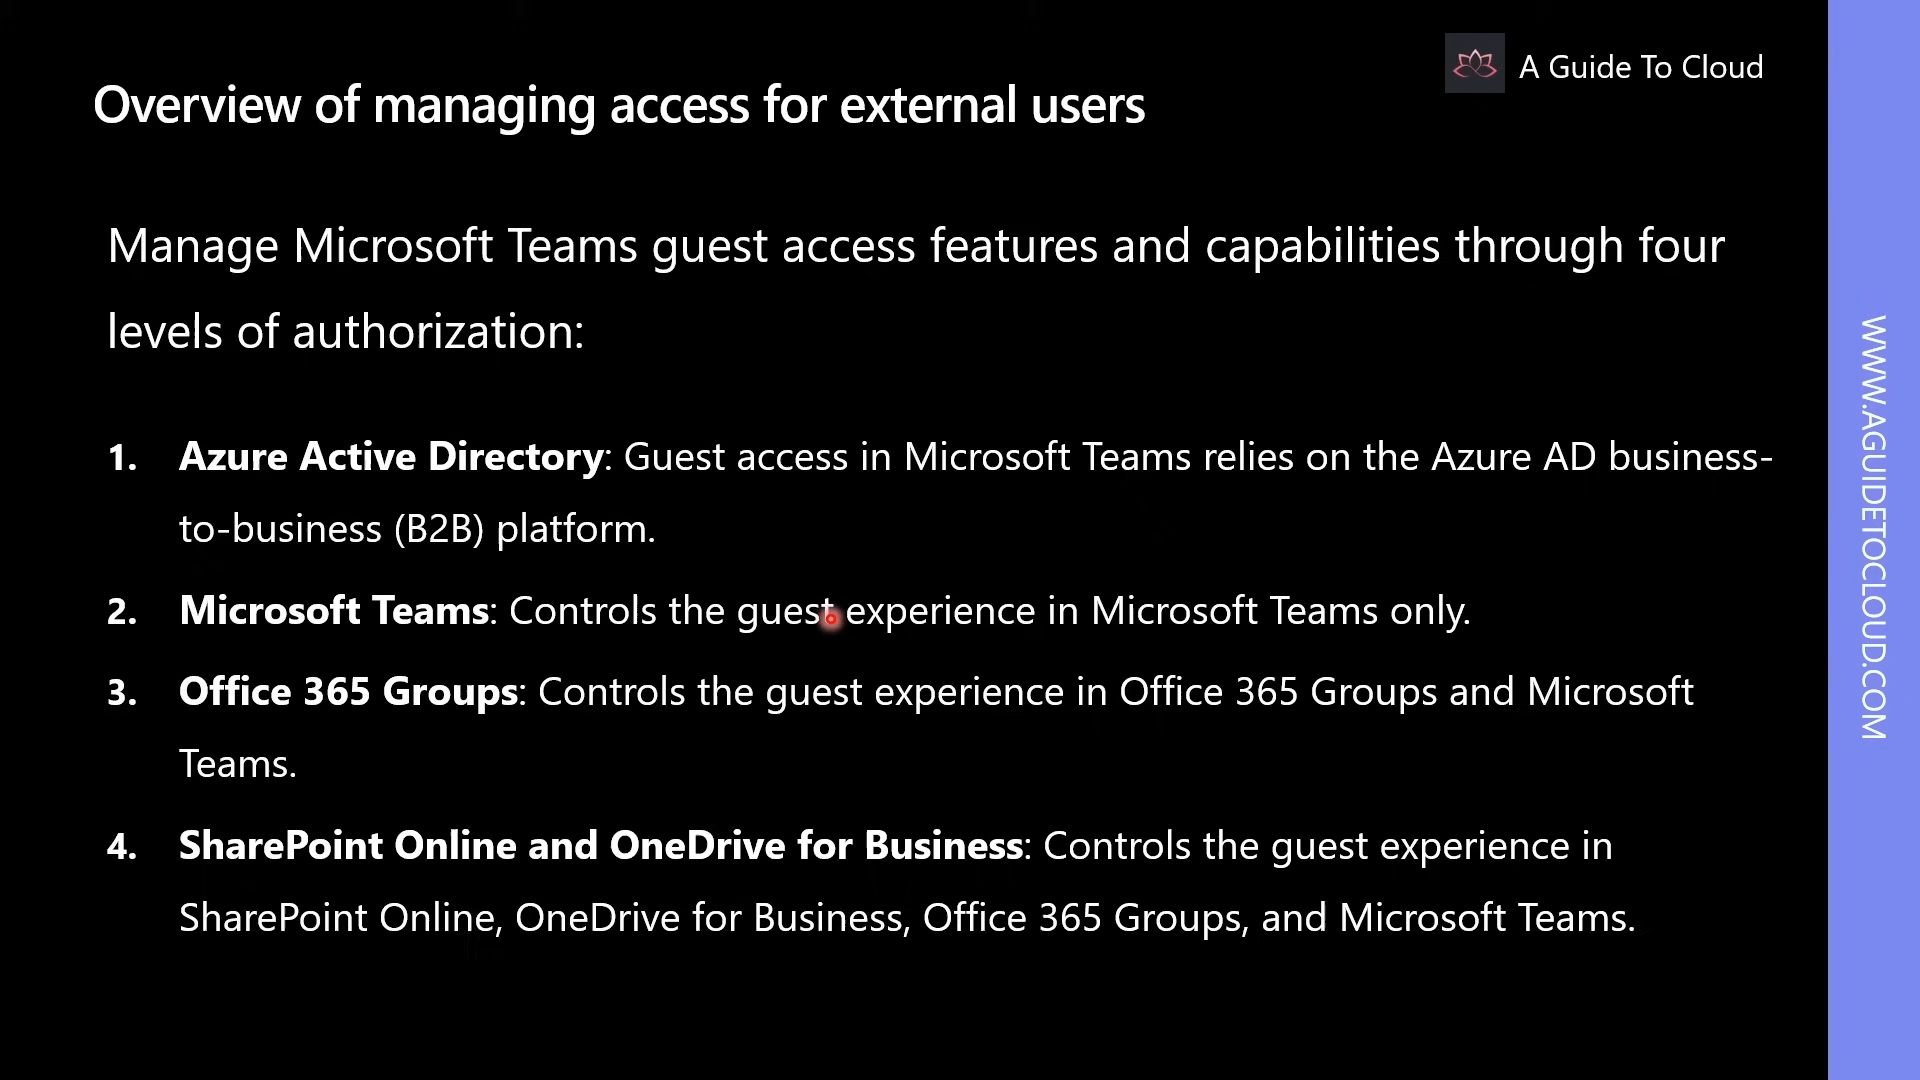 A Guide To Cloud
Overview of managing access for external users
Manage Microsoft Teams guest access features and capabilities through four
levels of authorization:
1. Azure Active Directory: Guest access in Microsoft Teams relies on the Azure AD business-
to-business (B2B) platform.
2. Microsoft Teams: Controls the guest experience in Microsoft Teams only.
3. Office 365 Groups: Controls the guest experience in Office 365 Groups and Microsoft
Teams.
4. SharePoint Online and OneDrive for Business: Controls the guest experience in
SharePoint Online, OneDrive for Business, Office 365 Groups, and Microsoft Teams.
WWW.AGUIDETOCLOUD.COM